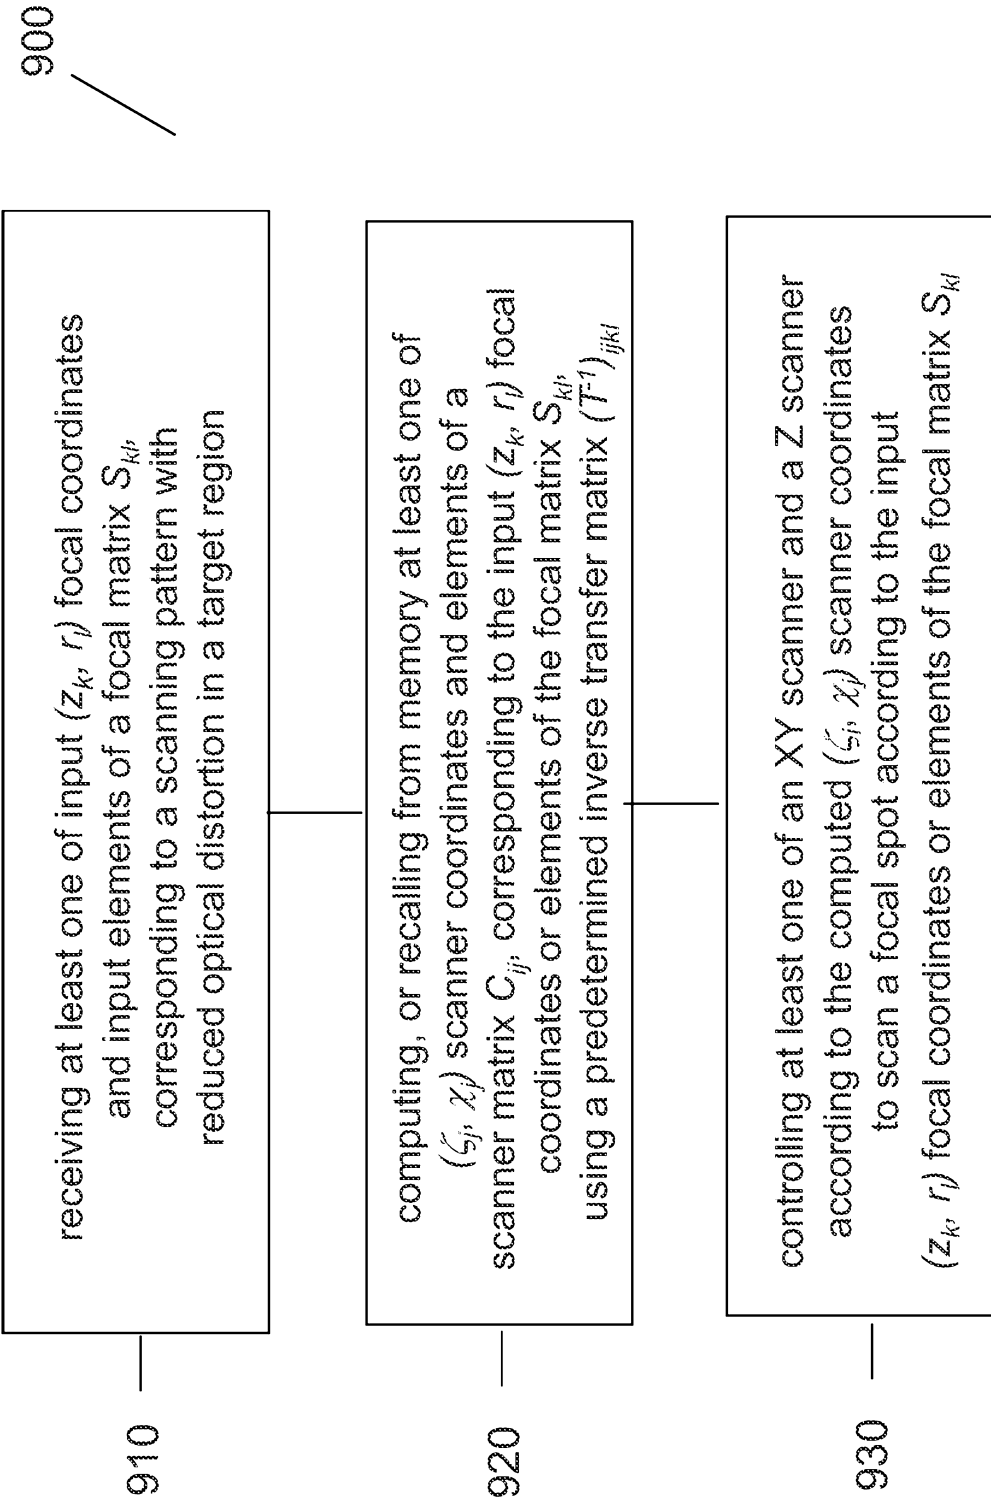 900
910
receiving at least one of input (z_k, r_l) focal coordinates
and input elements of a focal matrix S_kl,
corresponding to a scanning pattern with
reduced optical distortion in a target region
920
computing, or recalling from memory at least one of
(ζ_j, χ_j) scanner coordinates and elements of a
scanner matrix C_ij, corresponding to the input (z_k, r_l) focal
coordinates or elements of the focal matrix S_kl,
using a predetermined inverse transfer matrix (T^-1)_ijkl
930
controlling at least one of an XY scanner and a Z scanner
according to the computed (ζ_i, χ_j) scanner coordinates
to scan a focal spot according to the input
(z_k, r_l) focal coordinates or elements of the focal matrix S_kl